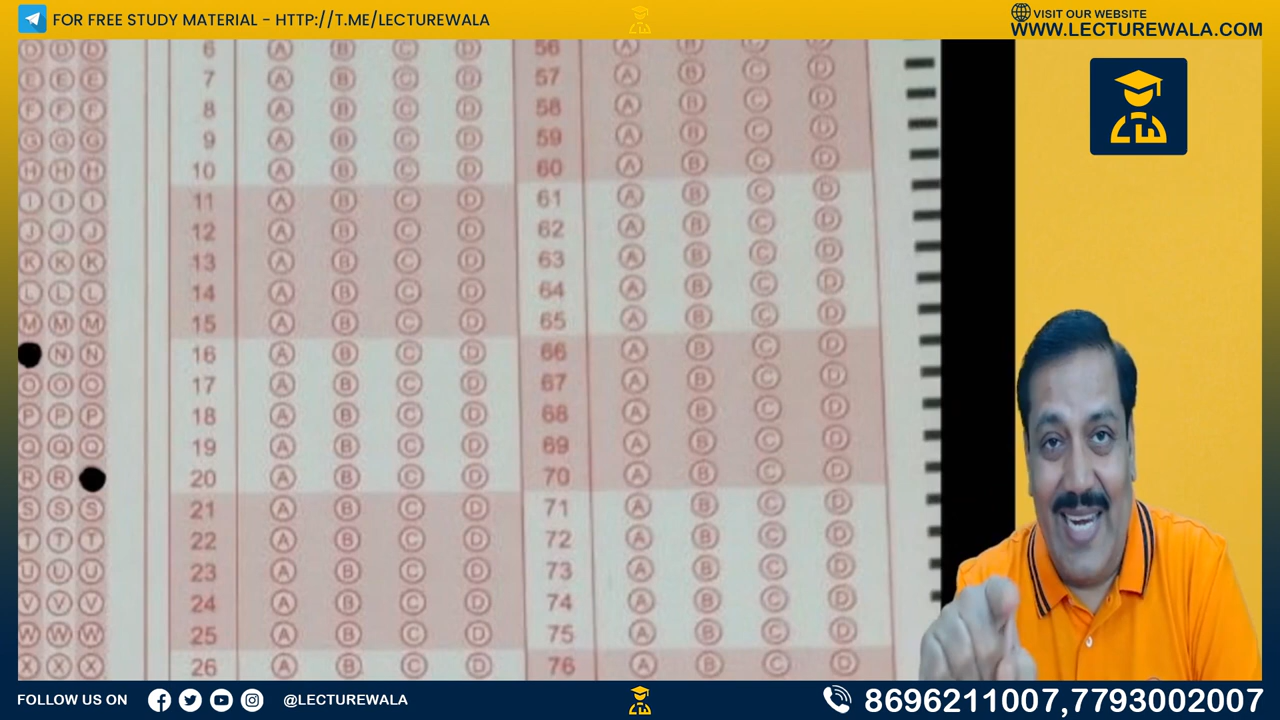 FOR FREE STUDY MATERIAL - HTTP://T.ME/LECTUREWALA
VISIT OUR WEBSITE
WWW.LECTUREWALA.COM
D D D 6 A B C D 56 A B C D
E E E 7 A B C D 57 A B C D
F F F 8 A B C D 58 A B C D
G G G 9 A B C D 59 A B C D
H H H 10 A B C D 60 A B C D
I I I 11 A B C D 61 A B C D
J J J 12 A B C D 62 A B C D
K K K 13 A B C D 63 A B C D
L L L 14 A B C D 64 A B C D
M M M 15 A B C D 65 A B C D
N N 16 A B C D 66 A B C D
O O O 17 A B C D 67 A B C D
P P P 18 A B C D 68 A B C D
Q Q Q 19 A B C D 69 A B C D
R R 20 A B C D 70 A B C D
S S S 21 A B C D 71 A B C D
T T T 22 A B C D 72 A B C D
U U U 23 A B C D 73 A B C D
V V V 24 A B C D 74 A B C D
W W W 25 A B C D 75 A B C D
X X X 26 A B C D 76 A B C D
FOLLOW US ON @LECTUREWALA 8696211007,7793002007